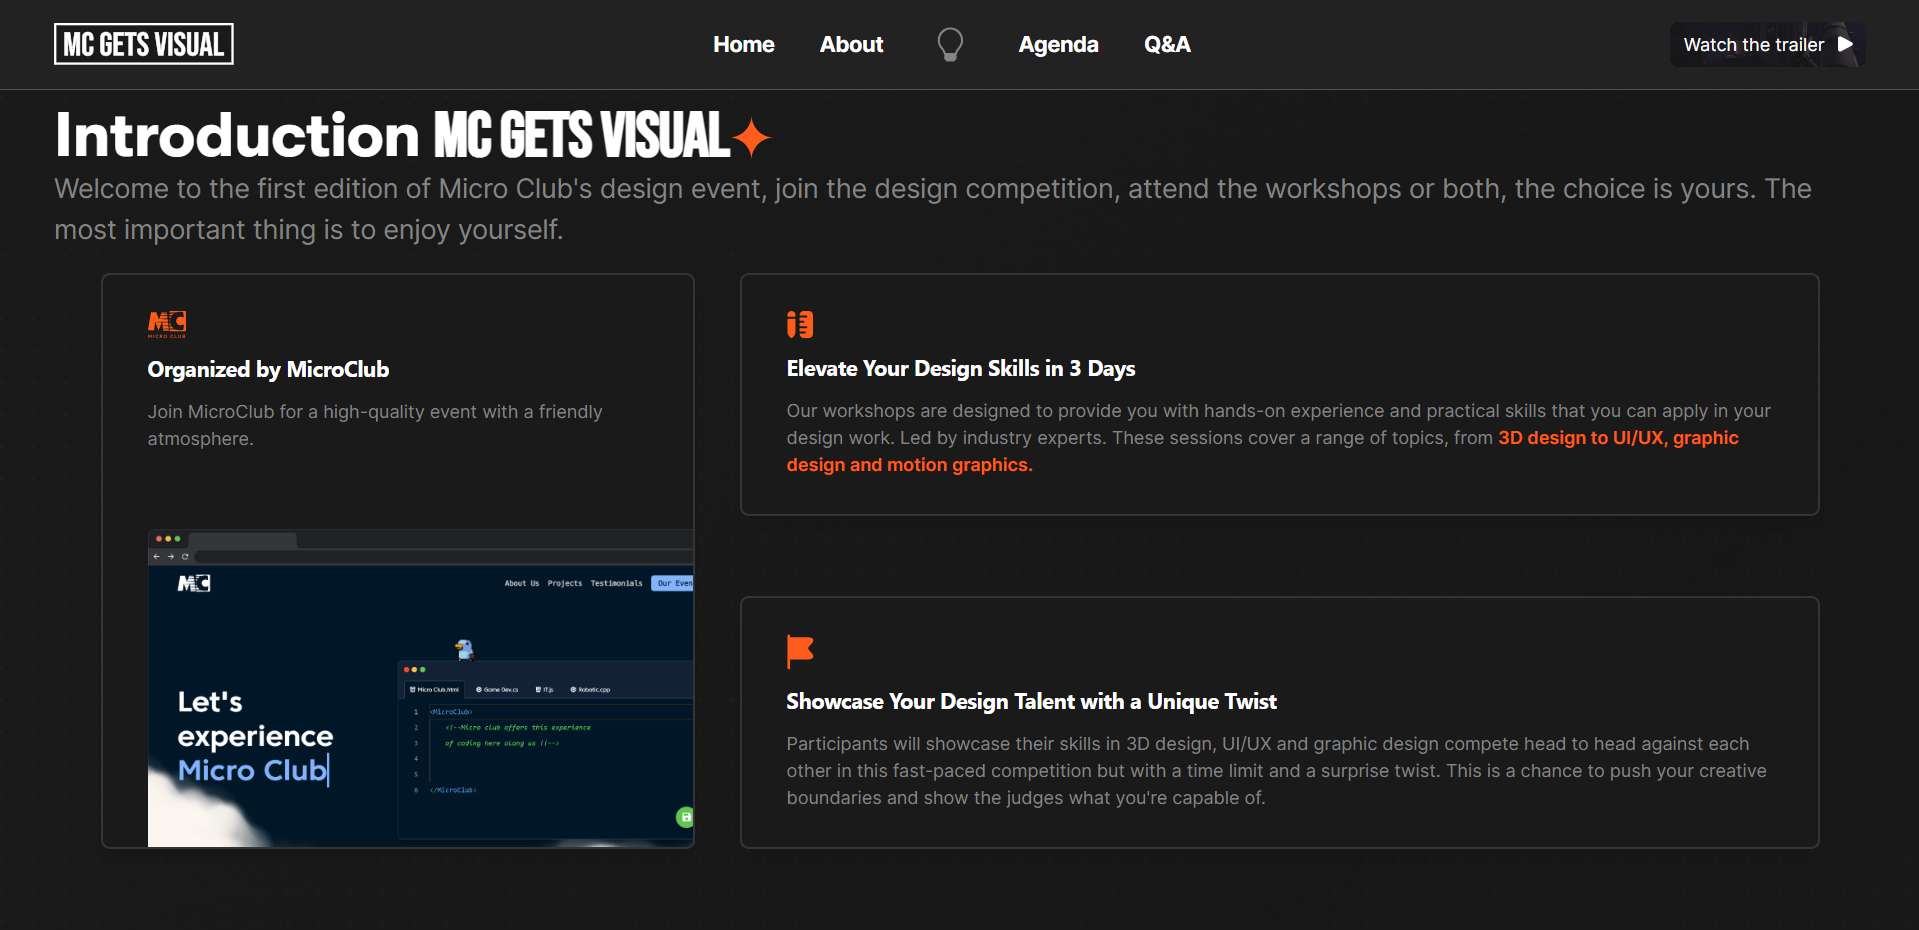 MC GETS VISUAL
Home
About
Agenda
Q&A
Watch the trailer
Introduction MC GETS VISUAL
Welcome to the first edition of Micro Club's design event, join the design competition, attend the workshops or both, the choice is yours. The
most important thing is to enjoy yourself.
MC
MICRO CLUB
Organized by MicroClub
Join MicroClub for a high-quality event with a friendly
atmosphere.
MC
About Us
Projects
Testimonials
Our Even
Let's
experience
Micro Club
Micro Club.html
Game Dev.cs
IT.js
Robotic.cpp
1 <MicroClub>
2 <!--Micro club offers this experience
3 of coding here along us !!-->
4
5
6 </MicroClub>
Elevate Your Design Skills in 3 Days
Our workshops are designed to provide you with hands-on experience and practical skills that you can apply in your
design work. Led by industry experts. These sessions cover a range of topics, from 3D design to UI/UX, graphic
design and motion graphics.
Showcase Your Design Talent with a Unique Twist
Participants will showcase their skills in 3D design, UI/UX and graphic design compete head to head against each
other in this fast-paced competition but with a time limit and a surprise twist. This is a chance to push your creative
boundaries and show the judges what you're capable of.